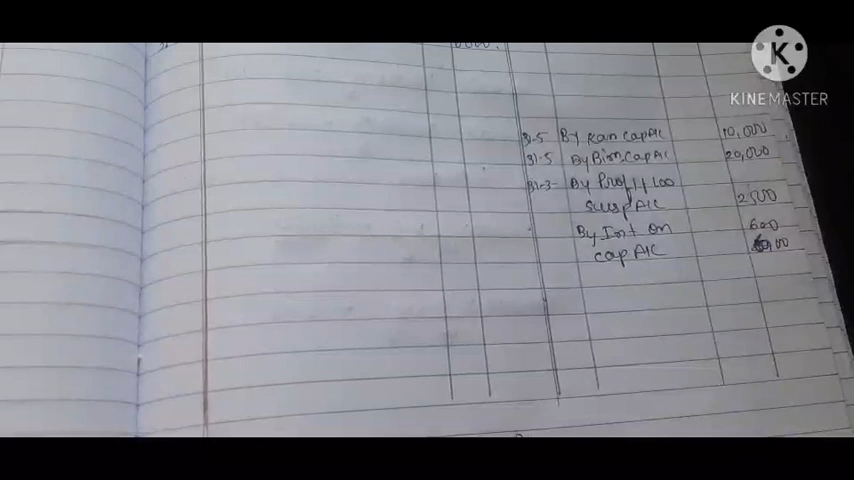 KINEMASTER
31-5 By Ram Cap A/c 10,000
31-5 By Birm Cap A/c 20,000
31-3- By Profit & Loss
Susp A/c 2500
By Int on 600
cap A/c